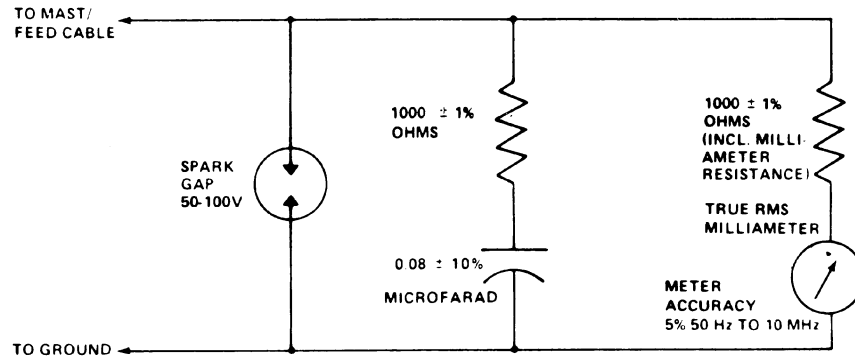 TO MAST/
FEED CABLE
1000 ± 1%
OHMS
1000 ± 1%
OHMS
(INCL. MILLI-
AMETER
RESISTANCE)
SPARK
GAP
50-100V
TRUE RMS
MILLIAMETER
0.08 ± 10%
MICROFARAD
METER
ACCURACY
5% 50 Hz TO 10 MHz
TO GROUND